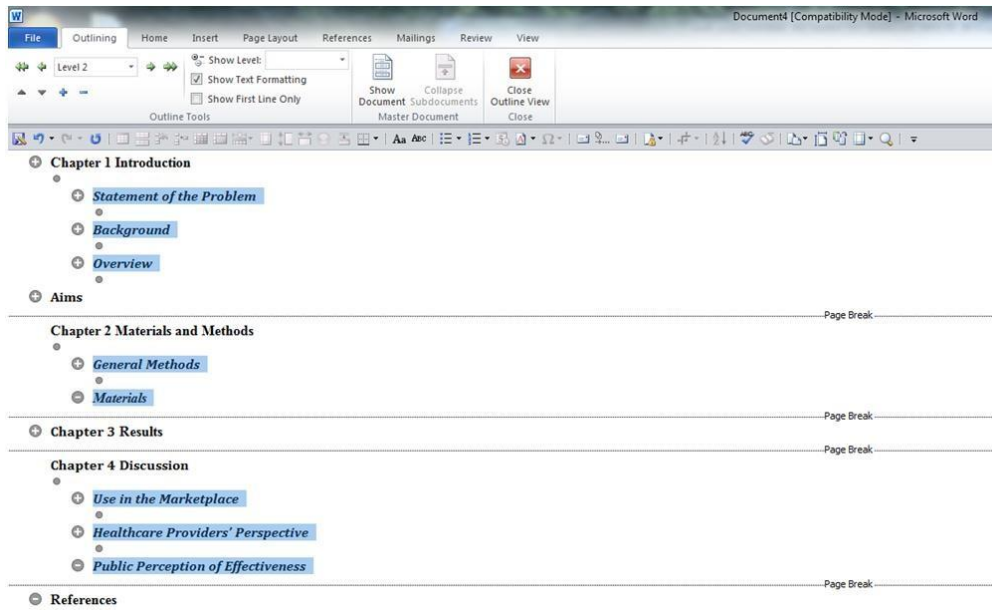 Document4 [Compatibility Mode] - Microsoft Word
File Outlining Home Insert Page Layout References Mailings Review View
Level 2
Show Level:
Show Text Formatting
Show First Line Only
Outline Tools
Show Document
Collapse Subdocuments
Master Document
Close Outline View
Close
Aa ABC
Chapter 1 Introduction
Statement of the Problem
Background
Overview
Aims
Page Break
Chapter 2 Materials and Methods
General Methods
Materials
Page Break
Chapter 3 Results
Page Break
Chapter 4 Discussion
Use in the Marketplace
Healthcare Providers' Perspective
Public Perception of Effectiveness
Page Break
References